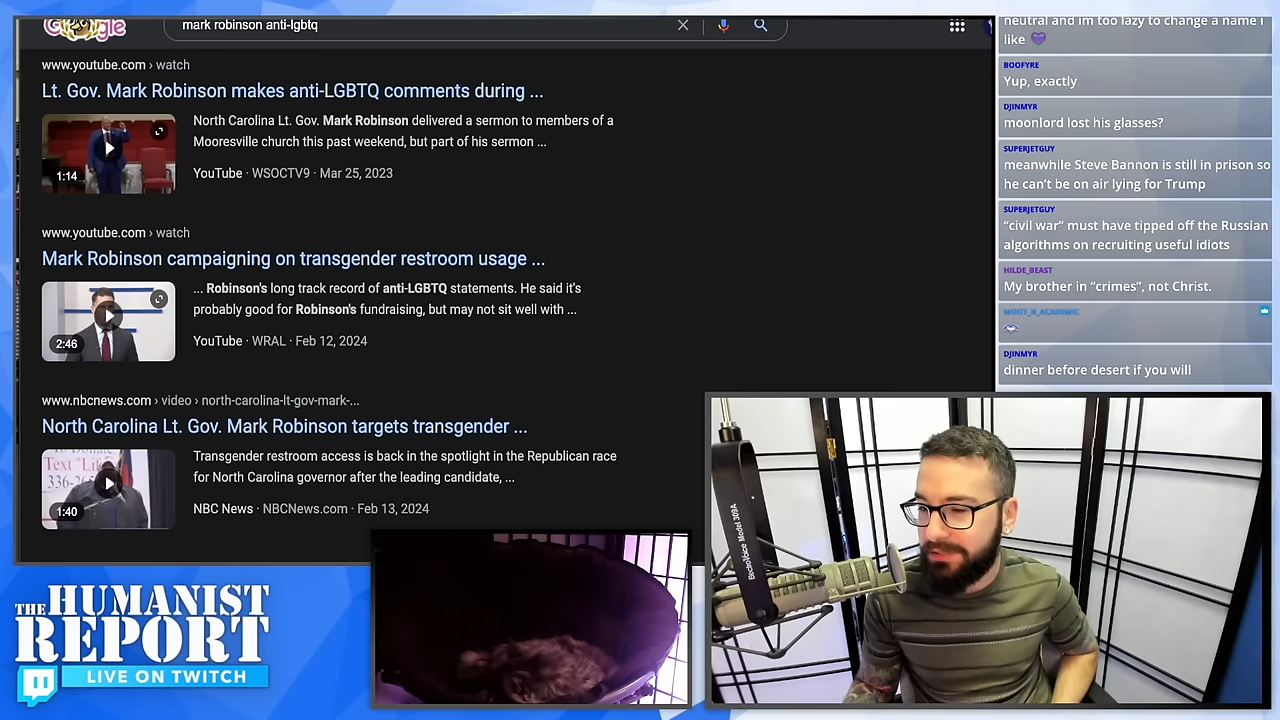 Google
mark robinson anti-lgbtq
www.youtube.com › watch
Lt. Gov. Mark Robinson makes anti-LGBTQ comments during ...
North Carolina Lt. Gov. Mark Robinson delivered a sermon to members of a
Mooresville church this past weekend, but part of his sermon ...
1:14
YouTube · WSOCTV9 · Mar 25, 2023
www.youtube.com › watch
Mark Robinson campaigning on transgender restroom usage ...
... Robinson's long track record of anti-LGBTQ statements. He said it's
probably good for Robinson's fundraising, but may not sit well with ...
2:46
YouTube · WRAL · Feb 12, 2024
www.nbcnews.com › video › north-carolina-lt-gov-mark-...
North Carolina Lt. Gov. Mark Robinson targets transgender ...
Text "Lif
336-26
Transgender restroom access is back in the spotlight in the Republican race
for North Carolina governor after the leading candidate, ...
1:40
NBC News · NBCNews.com · Feb 13, 2024
neutral and im too lazy to change a name i
like 💜
BOOFYRE
Yup, exactly
DJINMYR
moonlord lost his glasses?
SUPERJETGUY
meanwhile Steve Bannon is still in prison so
he can't be on air lying for Trump
SUPERJETGUY
"civil war" must have tipped off the Russian
algorithms on recruiting useful idiots
HILDE_BEAST
My brother in "crimes", not Christ.
MOOT_N_ACADEMIC
DJINMYR
dinner before desert if you will
ElectroVoice Model 309A
THE HUMANIST
REPORT
LIVE ON TWITCH